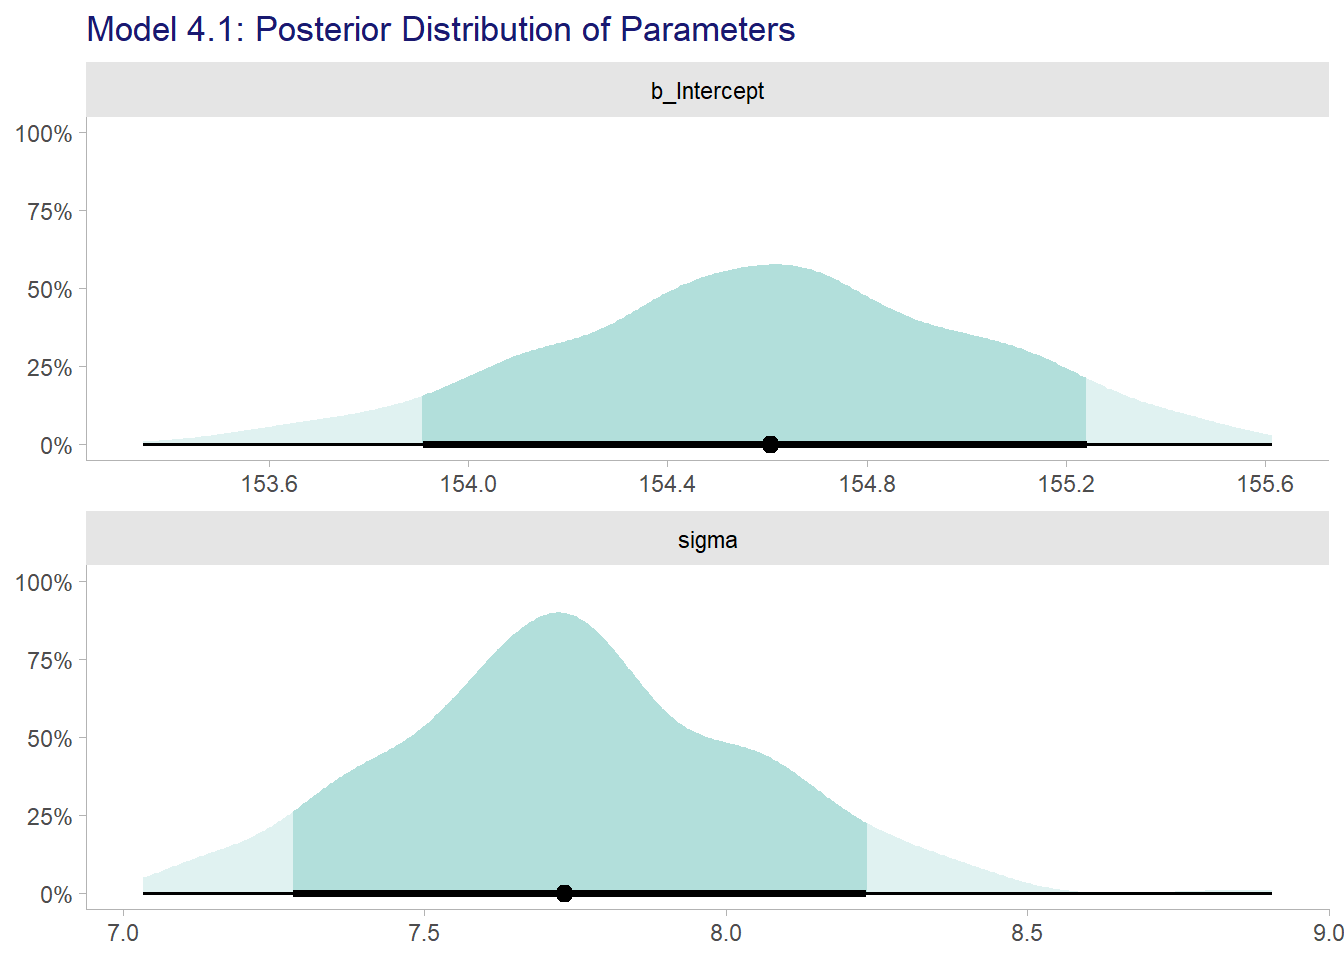 Model 4.1: Posterior Distribution of Parameters
b_Intercept
100%
75%
50%
25%
0%
153.6 154.0 154.4 154.8 155.2 155.6
sigma
100%
75%
50%
25%
0%
7.0 7.5 8.0 8.5 9.0